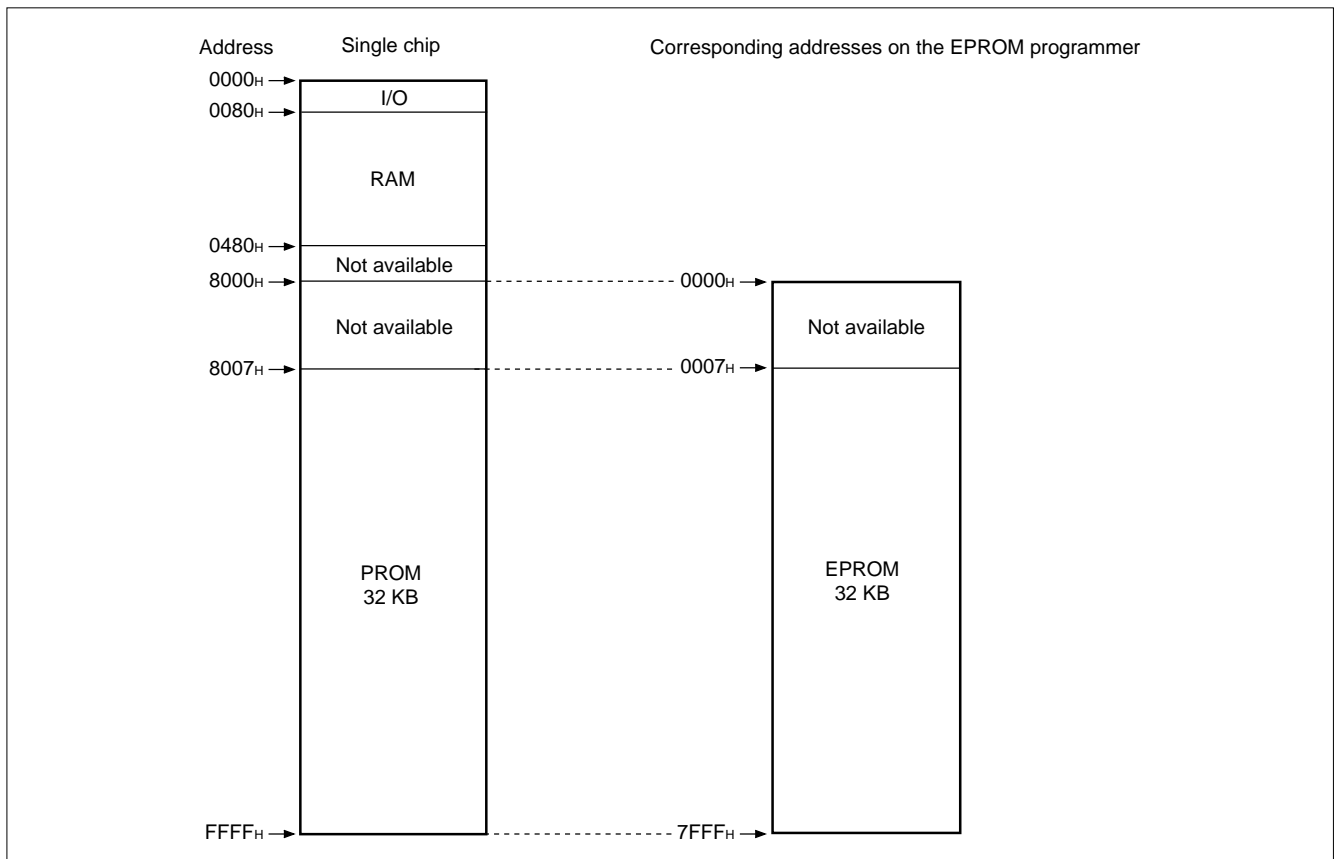 Address Single chip Corresponding addresses on the EPROM programmer
0000H
I/O
0080H
RAM
0480H
Not available
8000H 0000H
Not available Not available
8007H 0007H
PROM EPROM
32 KB 32 KB
FFFFH 7FFFH